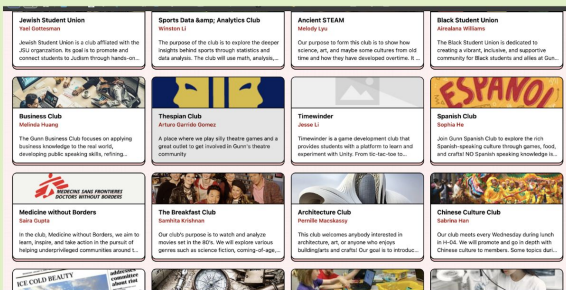 Jewish Student Union
Yael Gottesman
Jewish Student Union is a club affliated with the
JSU organization. Its goal is to promote and
connect students to Judiasm through hands-on...
Sports Data &amp; Analytics Club
Winston Li
The purpose of the club is to explore the deeper
insights behind sports through statistics and
data analysis. The club will use math, analysis,...
Ancient STEAM
Melody Lyu
Our purpose to form this club is to show how
science, art, and maybe some cultures from old
time and how they have developed overtime. It ...
Black Student Union
Airealana Williams
The Black Student Union is dedicated to
creating a vibrant, inclusive, and supportive
community for Black students and allies at Gun...
Business Club
Melinda Huang
The Gunn Business Club focuses on applying
business knowledge to the real world,
developing public speaking skills, refining...
Thespian Club
Arturo Garrido Gomez
A place where we play silly theatre games and a
great outlet to get involved in Gunn's theatre
community
Timewinder
Jesse Li
Timewinder is a game development club that
provides students with a platform to learn and
experiment with Unity. From tic-tac-toe to...
ESPAÑOL
Spanish Club
Sophia He
Join Gunn Spanish Club to explore the rich
Spanish-speaking culture through games, food,
and crafts! NO Spanish speaking knowledge is...
MEDECINS SANS FRONTIERES
DOCTORS WITHOUT BORDERS
Medicine without Borders
Saira Gupta
In the club, Medicine Without Borders, we aim to
learn, inspire, and take action in the pursuit of
helping underprivileged communities around t...
The Breakfast Club
Samhita Krishnan
Our club's purpose is to watch and analyze
movies set in the 80's. We will explore various
genres such as science fiction, coming-of-age,...
Architecture Club
Pernille Macskassy
This club welcomes anybody interested in
architecture, art, or anyone who enjoys
building/arts and crafts! Our goal is to introduc...
Chinese Culture Club
Sabrina Han
Our club meets every Wednesday during lunch
in H-04. We will promote and go in depth with
Chinese culture to members. Some topics duri...
ICE COLD BEAUTY
addresses
committee
about riot